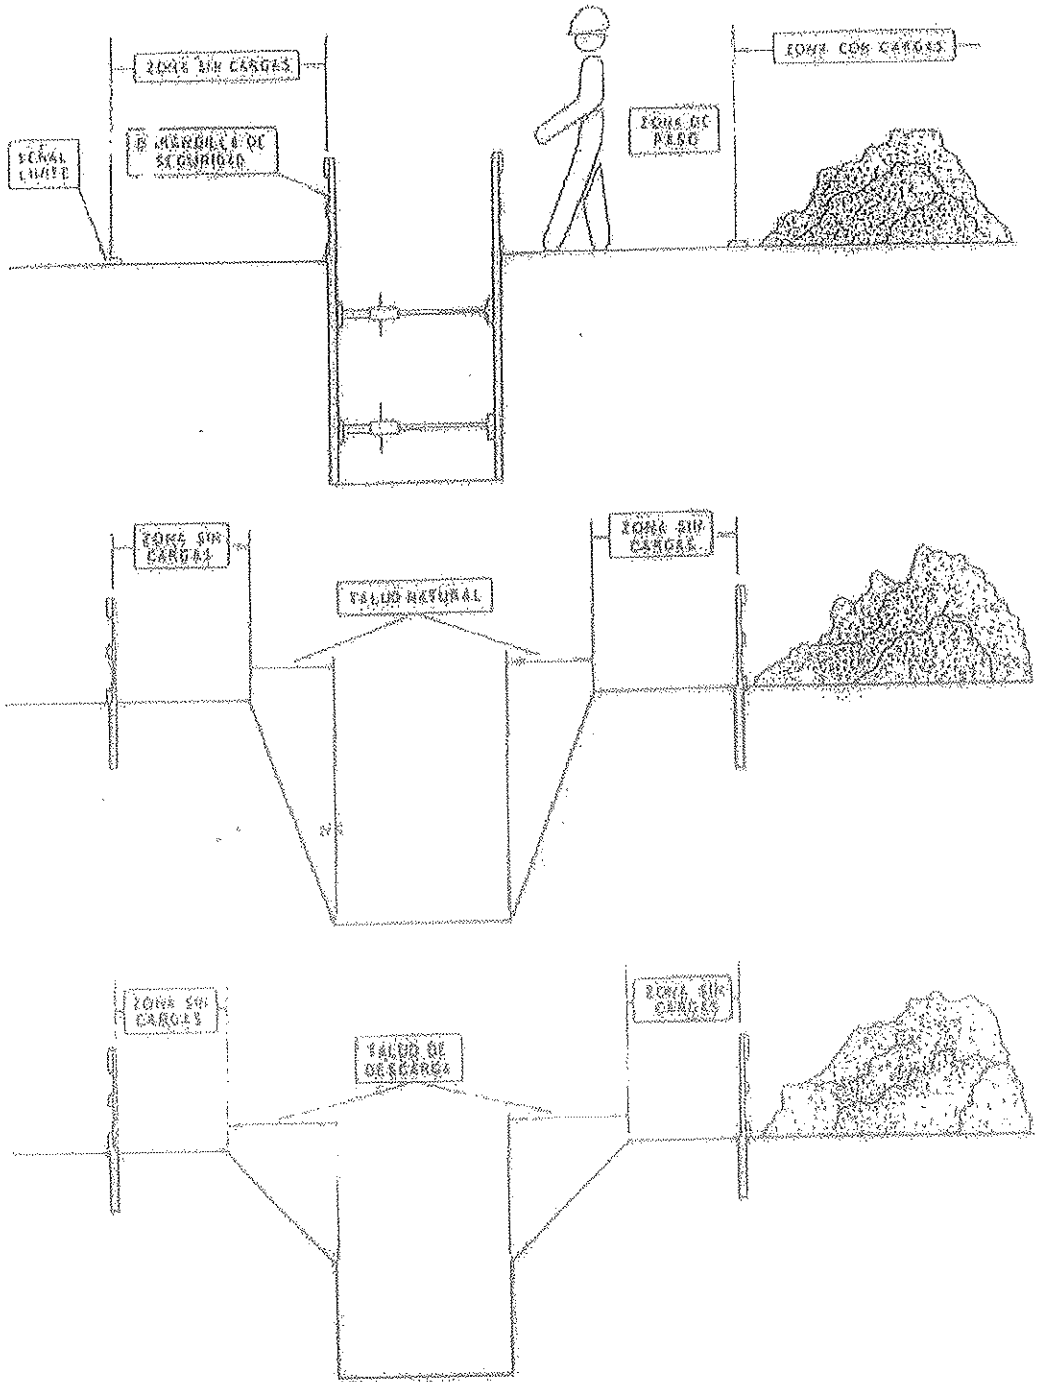 ZONA SIN CARGAS
ZONA CON CARGAS
ZONA DE
PASO
BARANDILLA DE
SEGURIDAD
SEÑAL
LIMITE
ZONA SIN
CARGAS
ZONA SIN
CARGAS
TALUD NATURAL
ZONA SIN
CARGAS
ZONA SIN
CARGAS
TALUD DE
DESCARGA